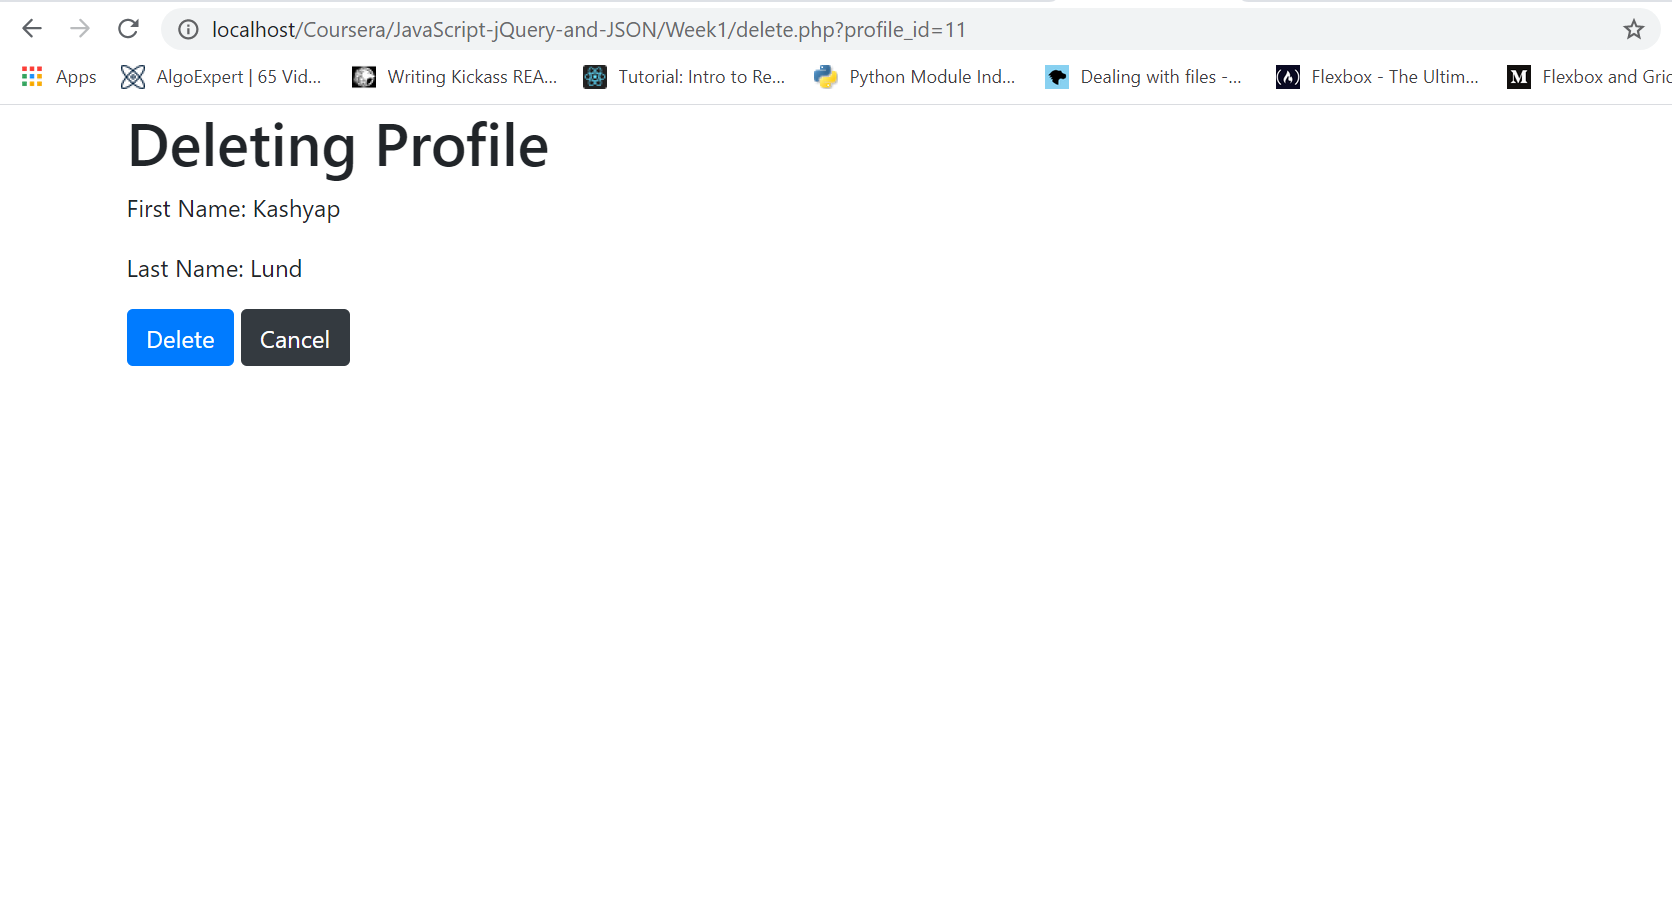 localhost/Coursera/JavaScript-jQuery-and-JSON/Week1/delete.php?profile_id=11
Apps AlgoExpert | 65 Vid... Writing Kickass REA... Tutorial: Intro to Re... Python Module Ind... Dealing with files -... Flexbox - The Ultim... M Flexbox and Gric
Deleting Profile
First Name: Kashyap
Last Name: Lund
Delete Cancel